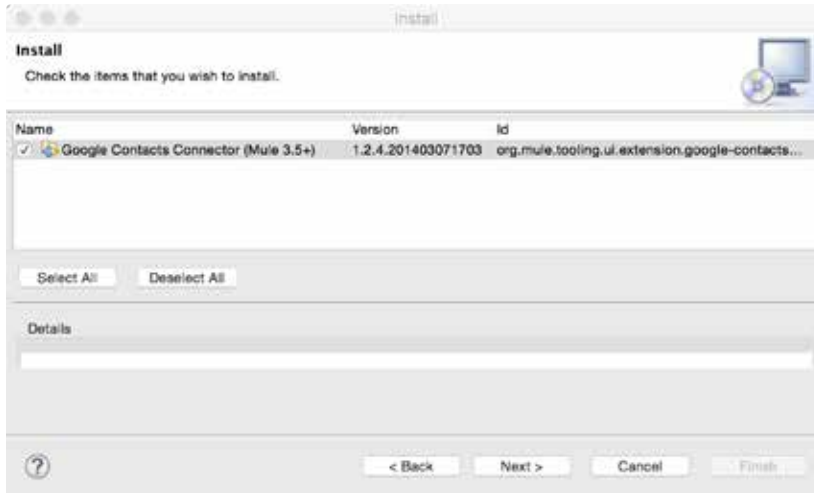 Install
Install
Check the items that you wish to install.
Name Version Id
Google Contacts Connector (Mule 3.5+) 1.2.4.201403071703 org.mule.tooling.ui.extension.google-contacts...
Select All Deselect All
Details
? < Back Next > Cancel Finish